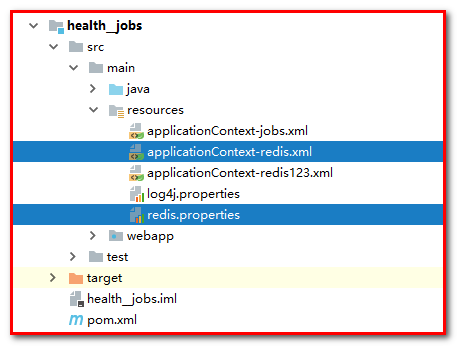 health_jobs
src
main
java
resources
applicationContext-jobs.xml
applicationContext-redis.xml
applicationContext-redis123.xml
log4j.properties
redis.properties
webapp
test
target
health_jobs.iml
pom.xml